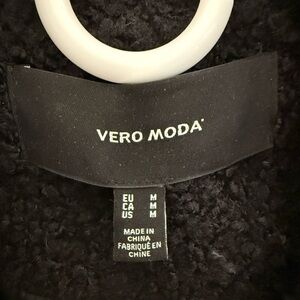 VERO MODA
EU M
CA M
US M
MADE IN
CHINA
FABRIQUÉ EN
CHINE